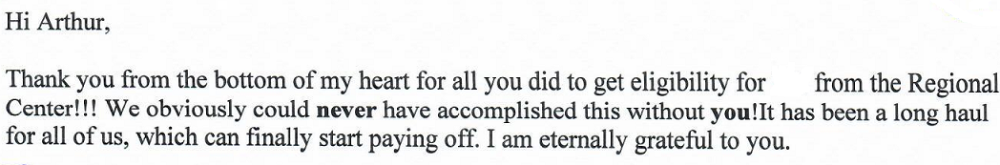 Hi Arthur,
Thank you from the bottom of my heart for all you did to get eligibility for from the Regional
Center!!! We obviously could never have accomplished this without you!It has been a long haul
for all of us, which can finally start paying off. I am eternally grateful to you.